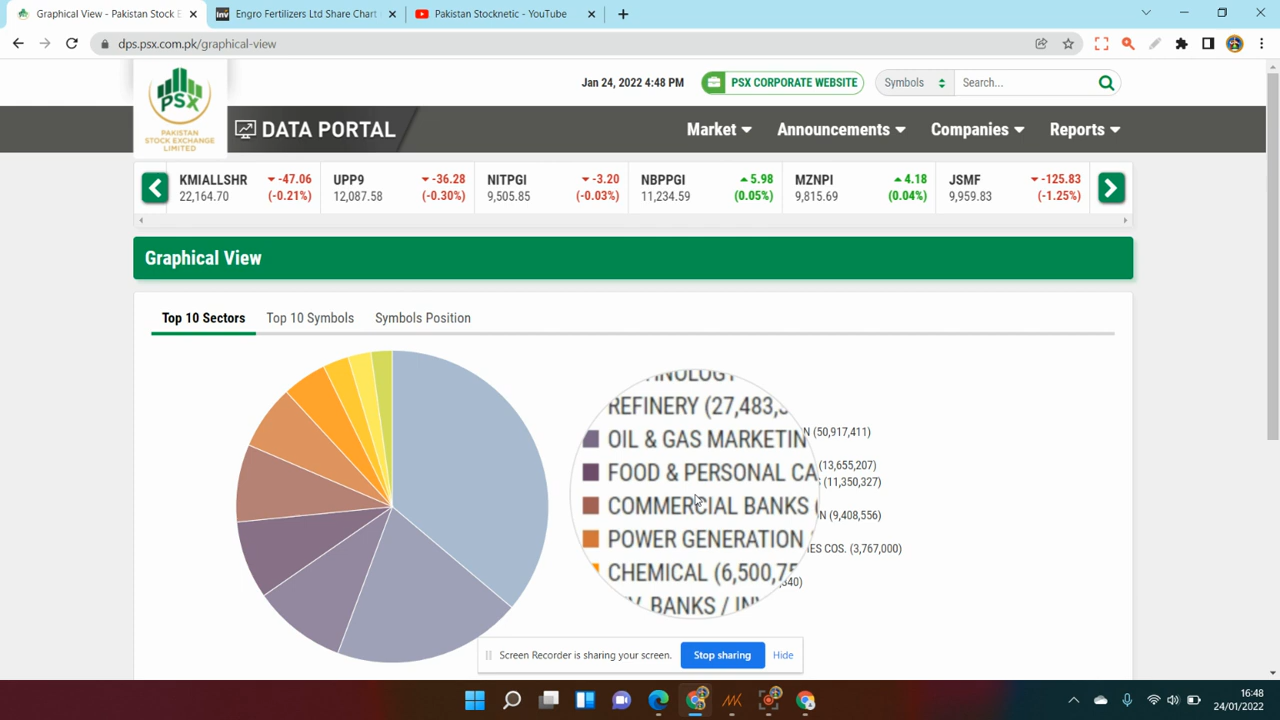 Graphical View - Pakistan Stock E
Engro Fertilizers Ltd Share Chart
Pakistan Stocknetic - YouTube
dps.psx.com.pk/graphical-view
PSX
PAKISTAN
STOCK EXCHANGE
LIMITED
Jan 24, 2022 4:48 PM
PSX CORPORATE WEBSITE
Symbols
Search...
DATA PORTAL
Market
Announcements
Companies
Reports
KMIALLSHR -47.06
22,164.70 (-0.21%)
UPP9 -36.28
12,087.58 (-0.30%)
NITPGI -3.20
9,505.85 (-0.03%)
NBPPGI 5.98
11,234.59 (0.05%)
MZNPI 4.18
9,815.69 (0.04%)
JSMF -125.83
9,959.83 (-1.25%)
Graphical View
Top 10 Sectors
Top 10 Symbols
Symbols Position
REFINERY (27,483,
OIL & GAS MARKETIN
FOOD & PERSONAL CA
COMMERCIAL BANKS
POWER GENERATION
CHEMICAL (6,500,75
BANKS / IN
N (50,917,411)
(13,655,207)
(11,350,327)
N (9,408,556)
IES COS. (3,767,000)
340)
Screen Recorder is sharing your screen.
Stop sharing
Hide
16:48
24/01/2022